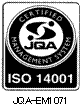 CERTIFIED
JQA
MANAGEMENT SYSTEM
ISO 14001
JQA-EM1071